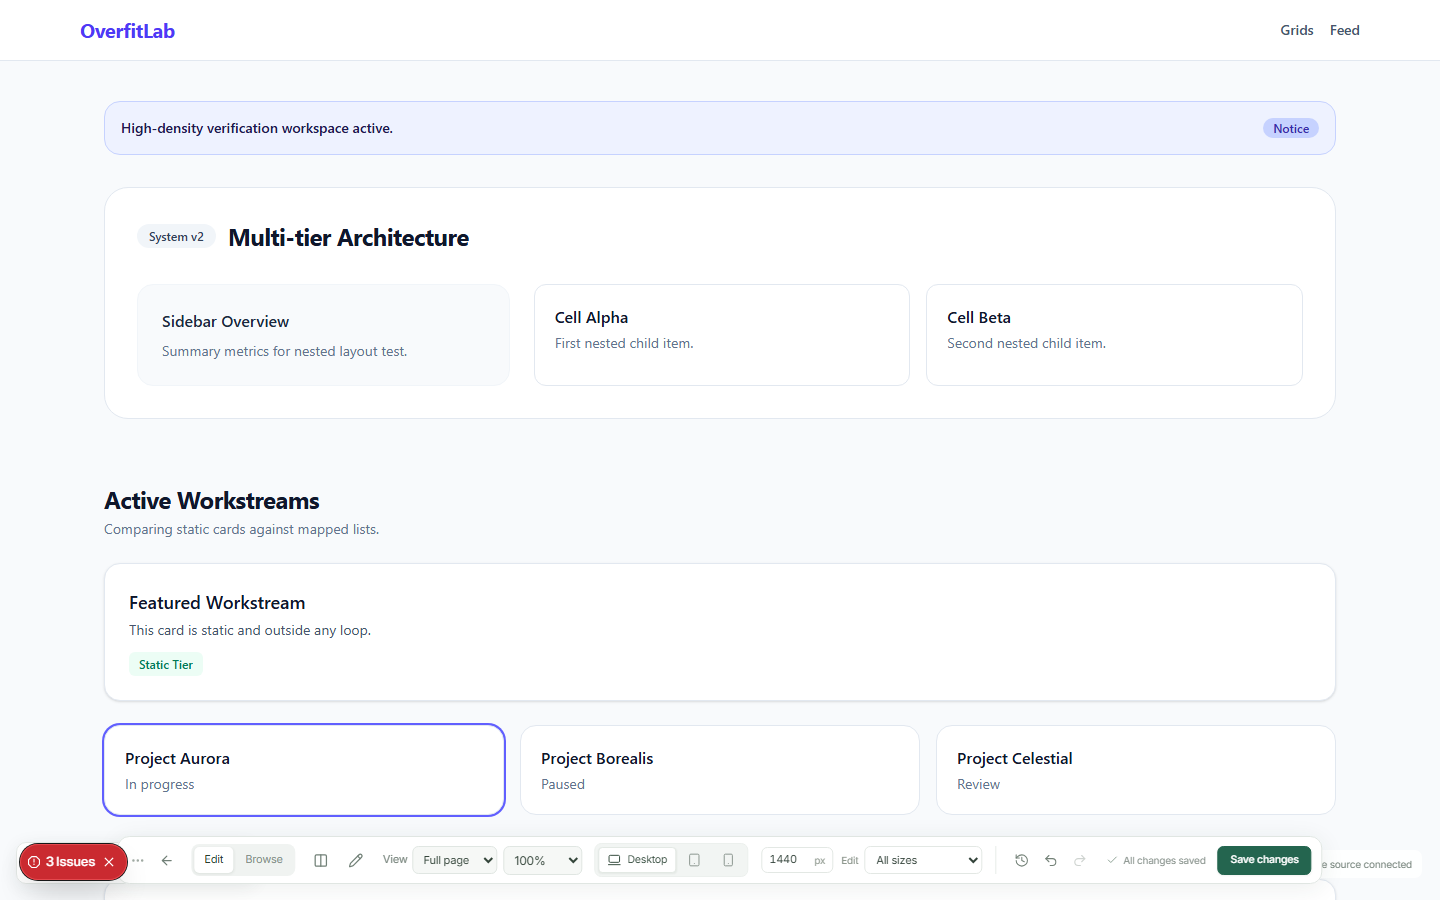 OverfitLab
Grids Feed
High-density verification workspace active.
Notice
System v2
Multi-tier Architecture
Sidebar Overview
Summary metrics for nested layout test.
Cell Alpha
First nested child item.
Cell Beta
Second nested child item.
Active Workstreams
Comparing static cards against mapped lists.
Featured Workstream
This card is static and outside any loop.
Static Tier
Project Aurora
In progress
Project Borealis
Paused
Project Celestial
Review
3 Issues
Edit Browse
View Full page 100%
Desktop
1440 px
Edit All sizes
All changes saved
Save changes
source connected